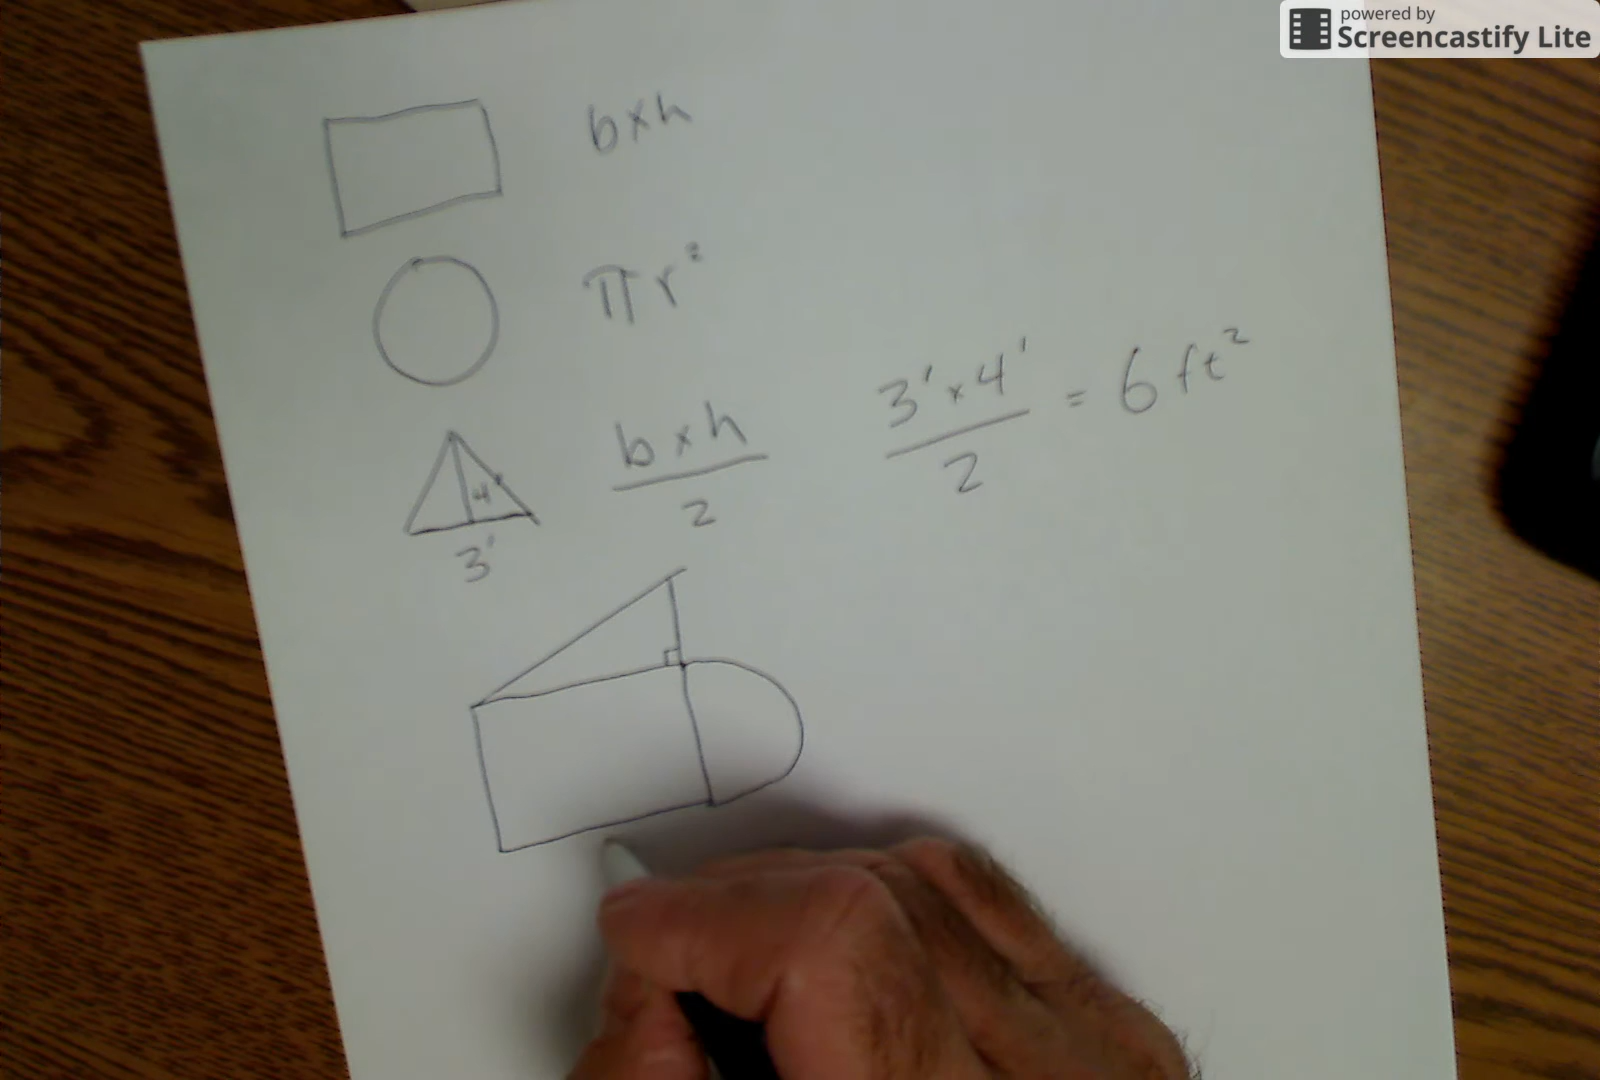 powered by
Screencastify Lite
b×h
πr²
b×h
2
3'×4'
2
= 6 ft²
4'
3'